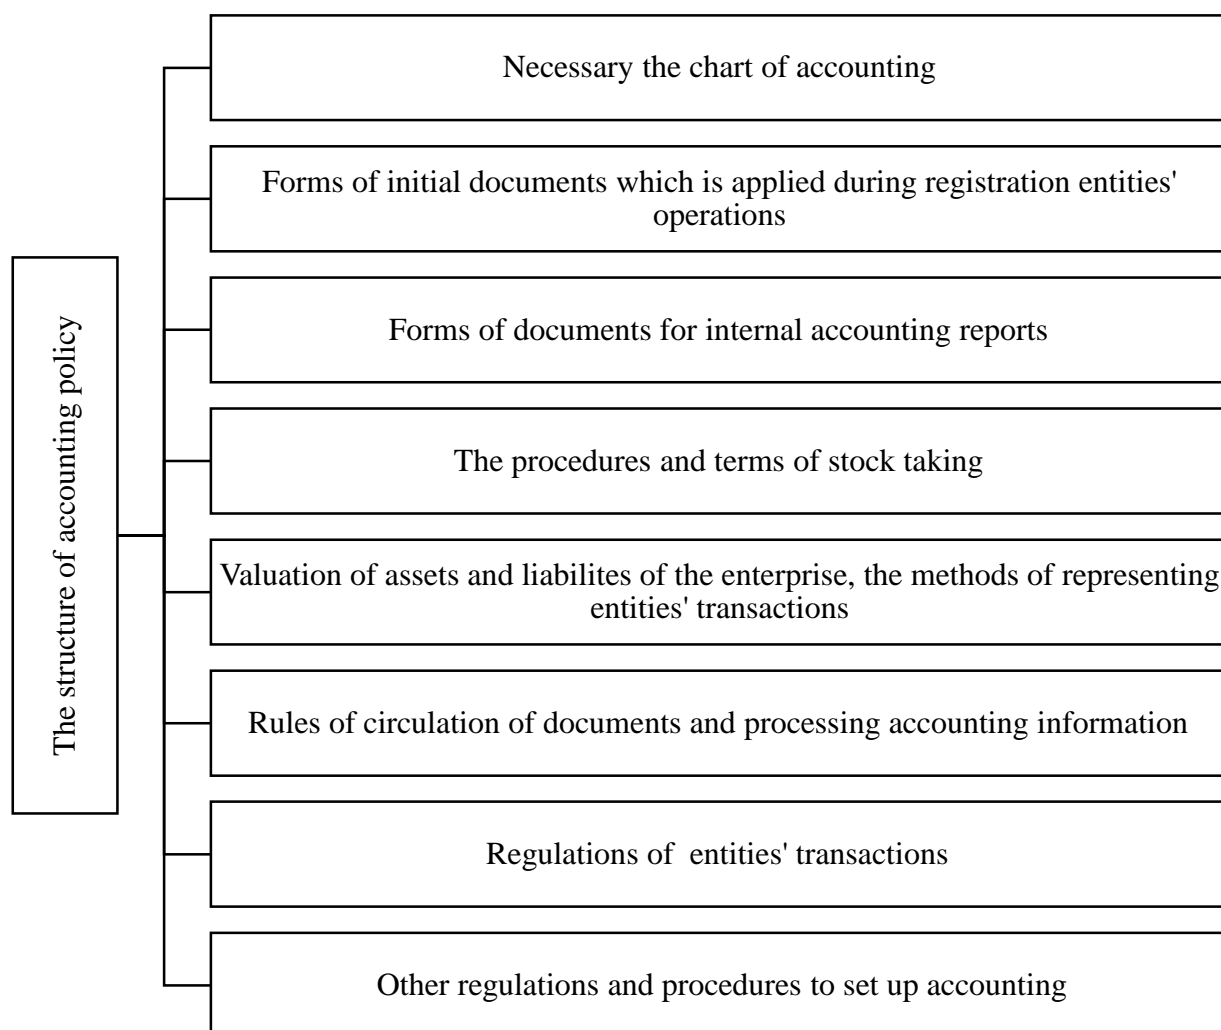 The structure of accounting policy
Necessary the chart of accounting
Forms of initial documents which is applied during registration entities'
operations
Forms of documents for internal accounting reports
The procedures and terms of stock taking
Valuation of assets and liabilites of the enterprise, the methods of representing
entities' transactions
Rules of circulation of documents and processing accounting information
Regulations of  entities' transactions
Other regulations and procedures to set up accounting